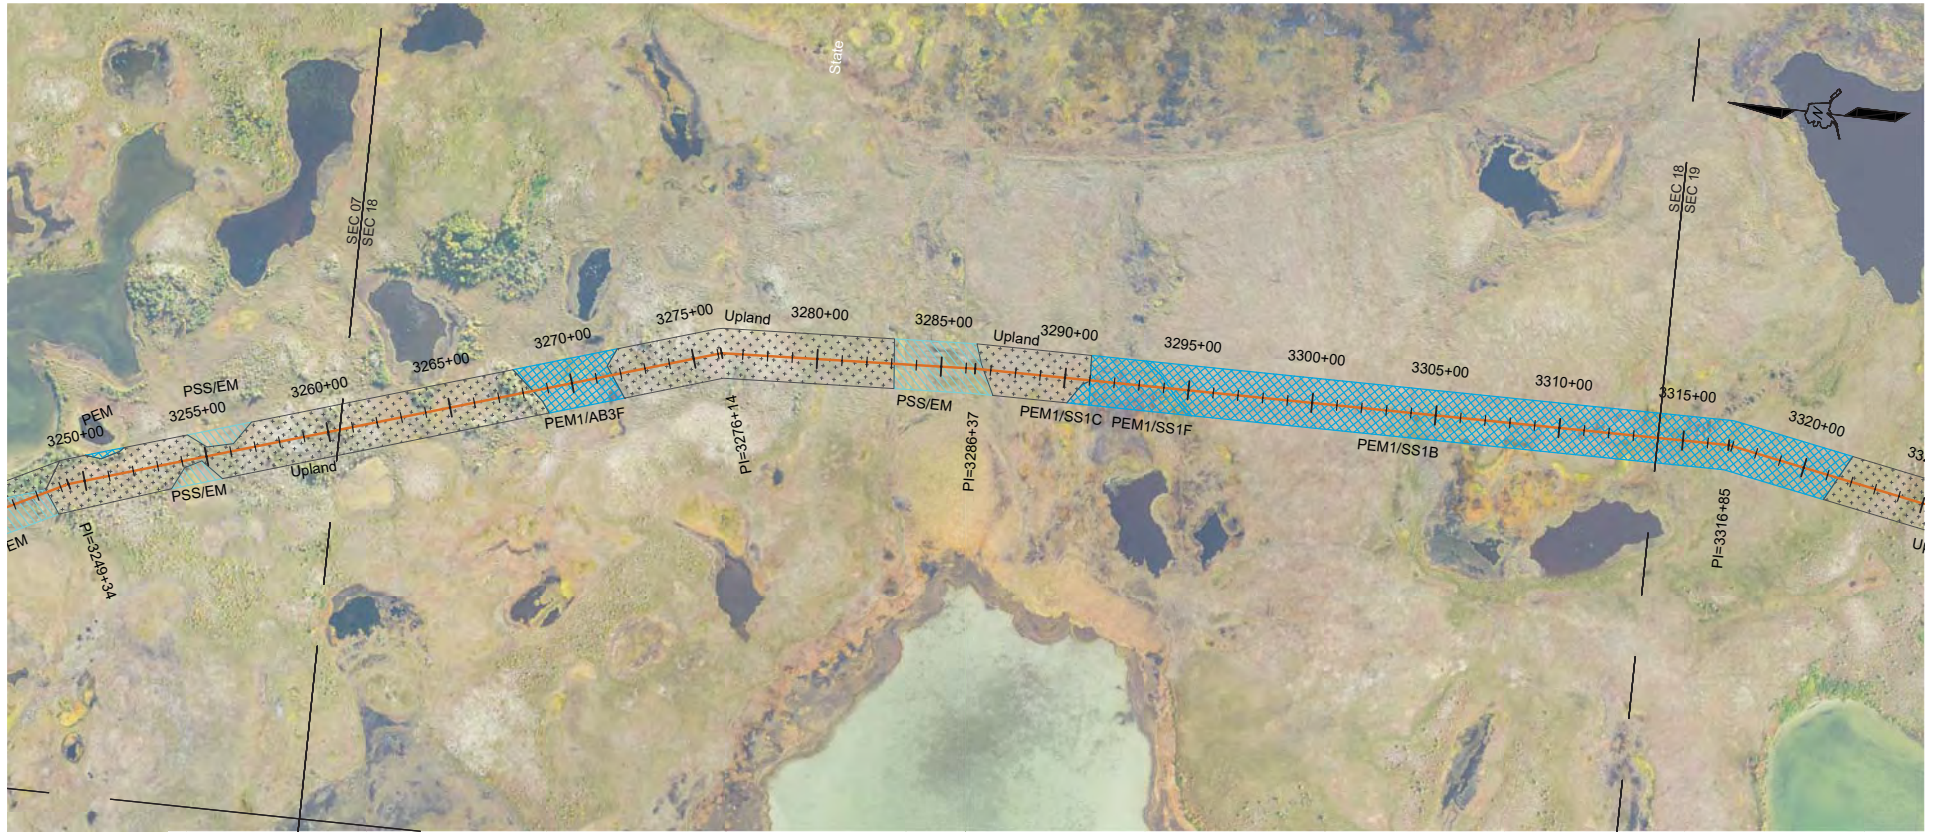 State
SEC 07
SEC 18
SEC 18
SEC 19
N
3250+00
PEM
3255+00
PSS/EM
3260+00
3265+00
3270+00
3275+00
Upland
3280+00
3285+00
Upland
3290+00
3295+00
3300+00
3305+00
3310+00
3315+00
3320+00
EM
PI=3249+34
PSS/EM
Upland
PEM1/AB3F
PI=3276+14
PSS/EM
PI=3286+37
PEM1/SS1C
PEM1/SS1F
PEM1/SS1B
PI=3316+85